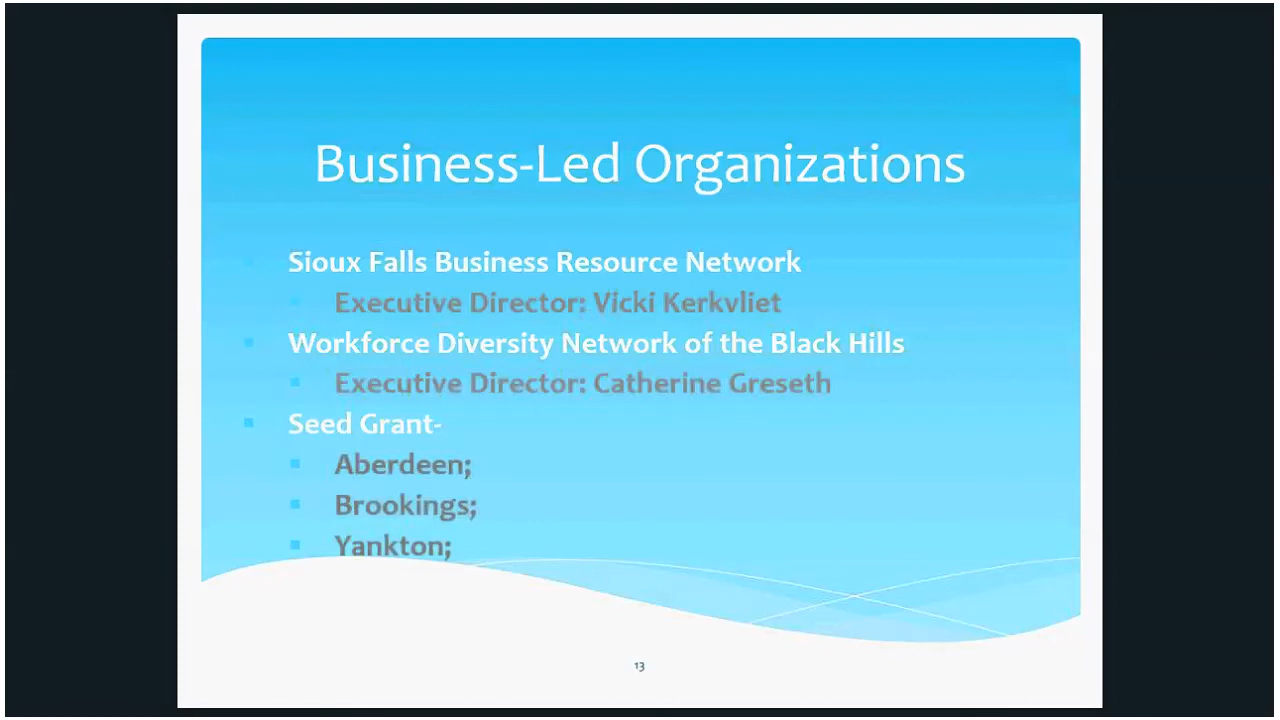 Business-Led Organizations
Sioux Falls Business Resource Network
Executive Director: Vicki Kerkvliet
Workforce Diversity Network of the Black Hills
Executive Director: Catherine Greseth
Seed Grant-
Aberdeen;
Brookings;
Yankton;
13